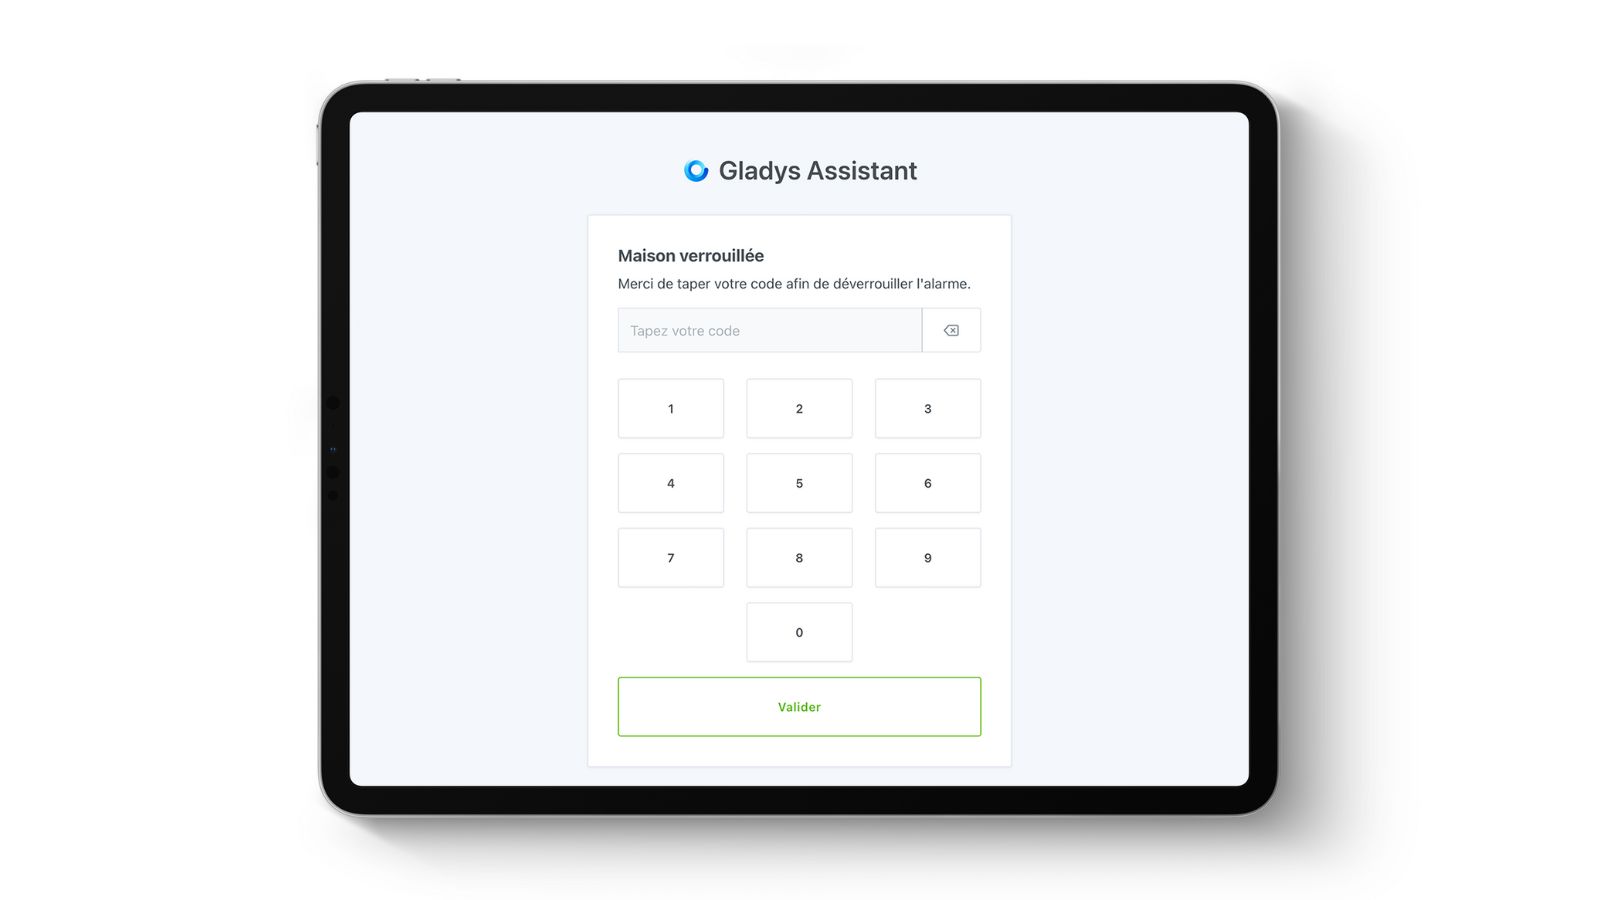 Gladys Assistant
Maison verrouillée
Merci de taper votre code afin de déverrouiller l'alarme.
Tapez votre code
1 2 3
4 5 6
7 8 9
0
Valider